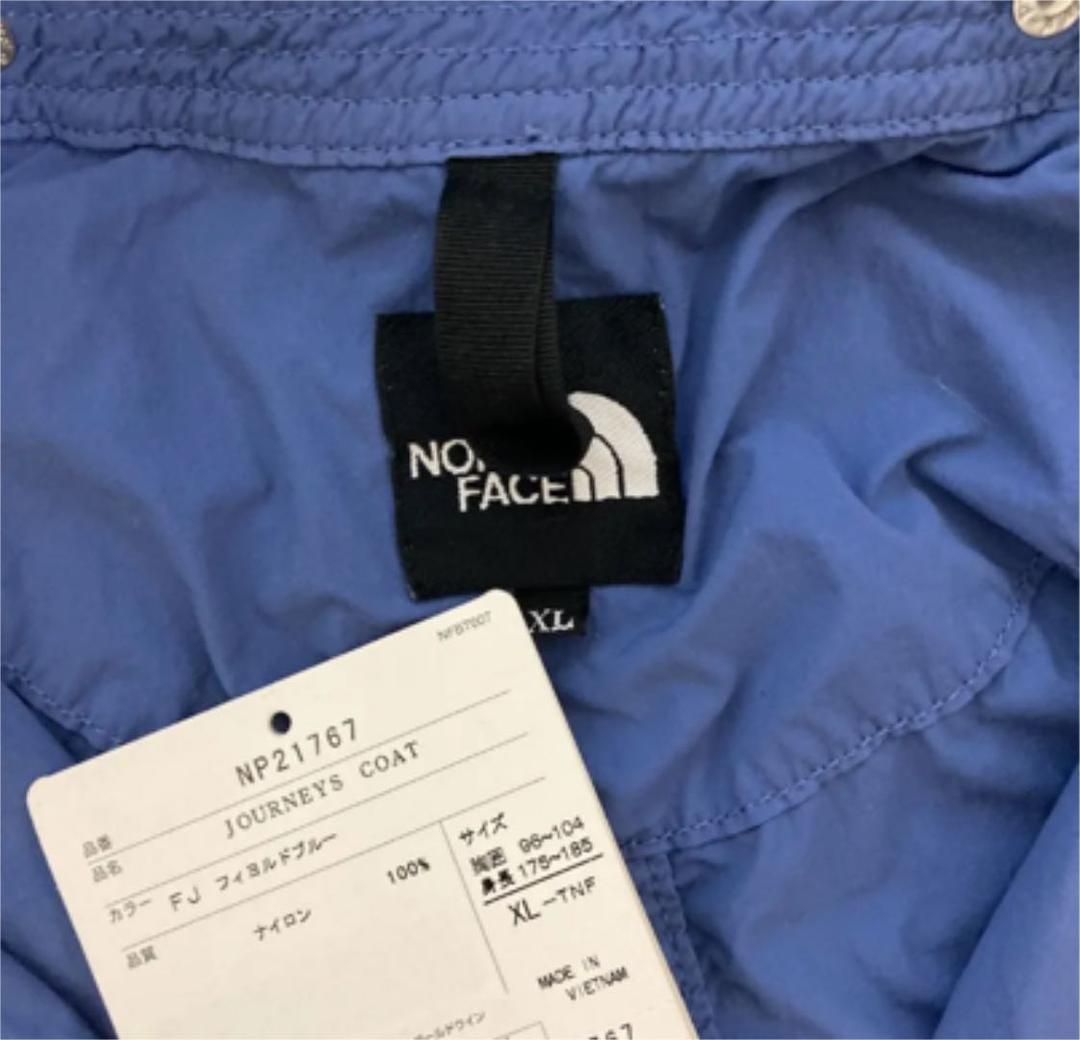 FACE
XL
NFB7007
NP21767
品番
JOURNEYS COAT
品名
カラー FJ フィヨルドブルー
品質
ナイロン 100%
サイズ
胸囲 96~104
身長 175~185
XL-TNF
MADE IN
VIETNAM